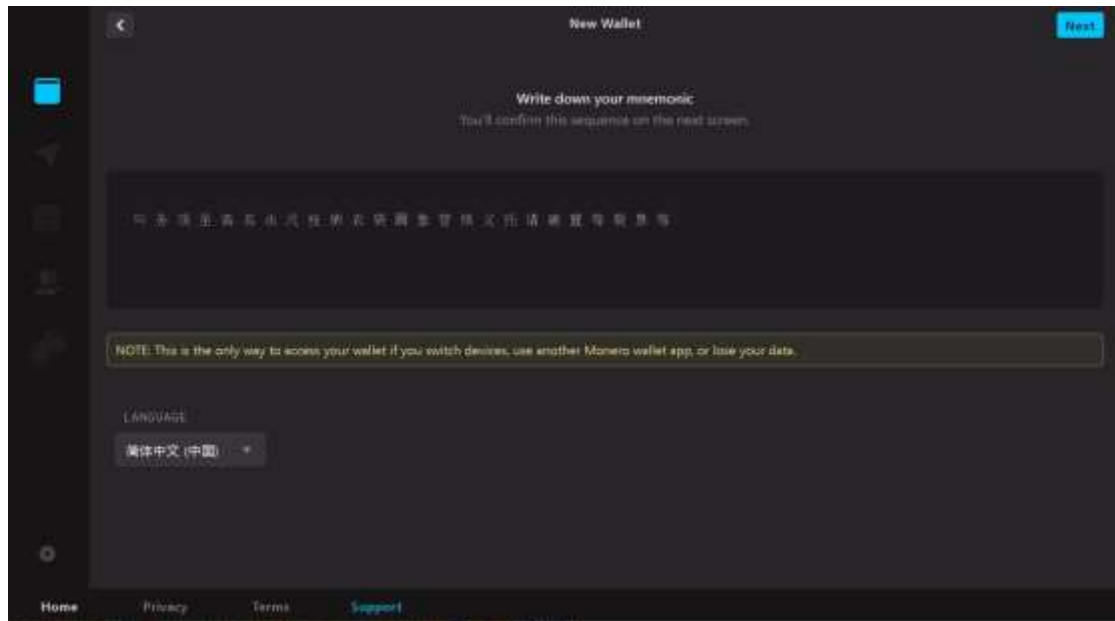 New Wallet
Next
Write down your mnemonic
You'll confirm this sequence on the next screen.
NOTE: This is the only way to access your wallet if you switch devices, use another Monero wallet app, or lose your data.
LANGUAGE
简体中文 (中国)
Home Privacy Terms Support